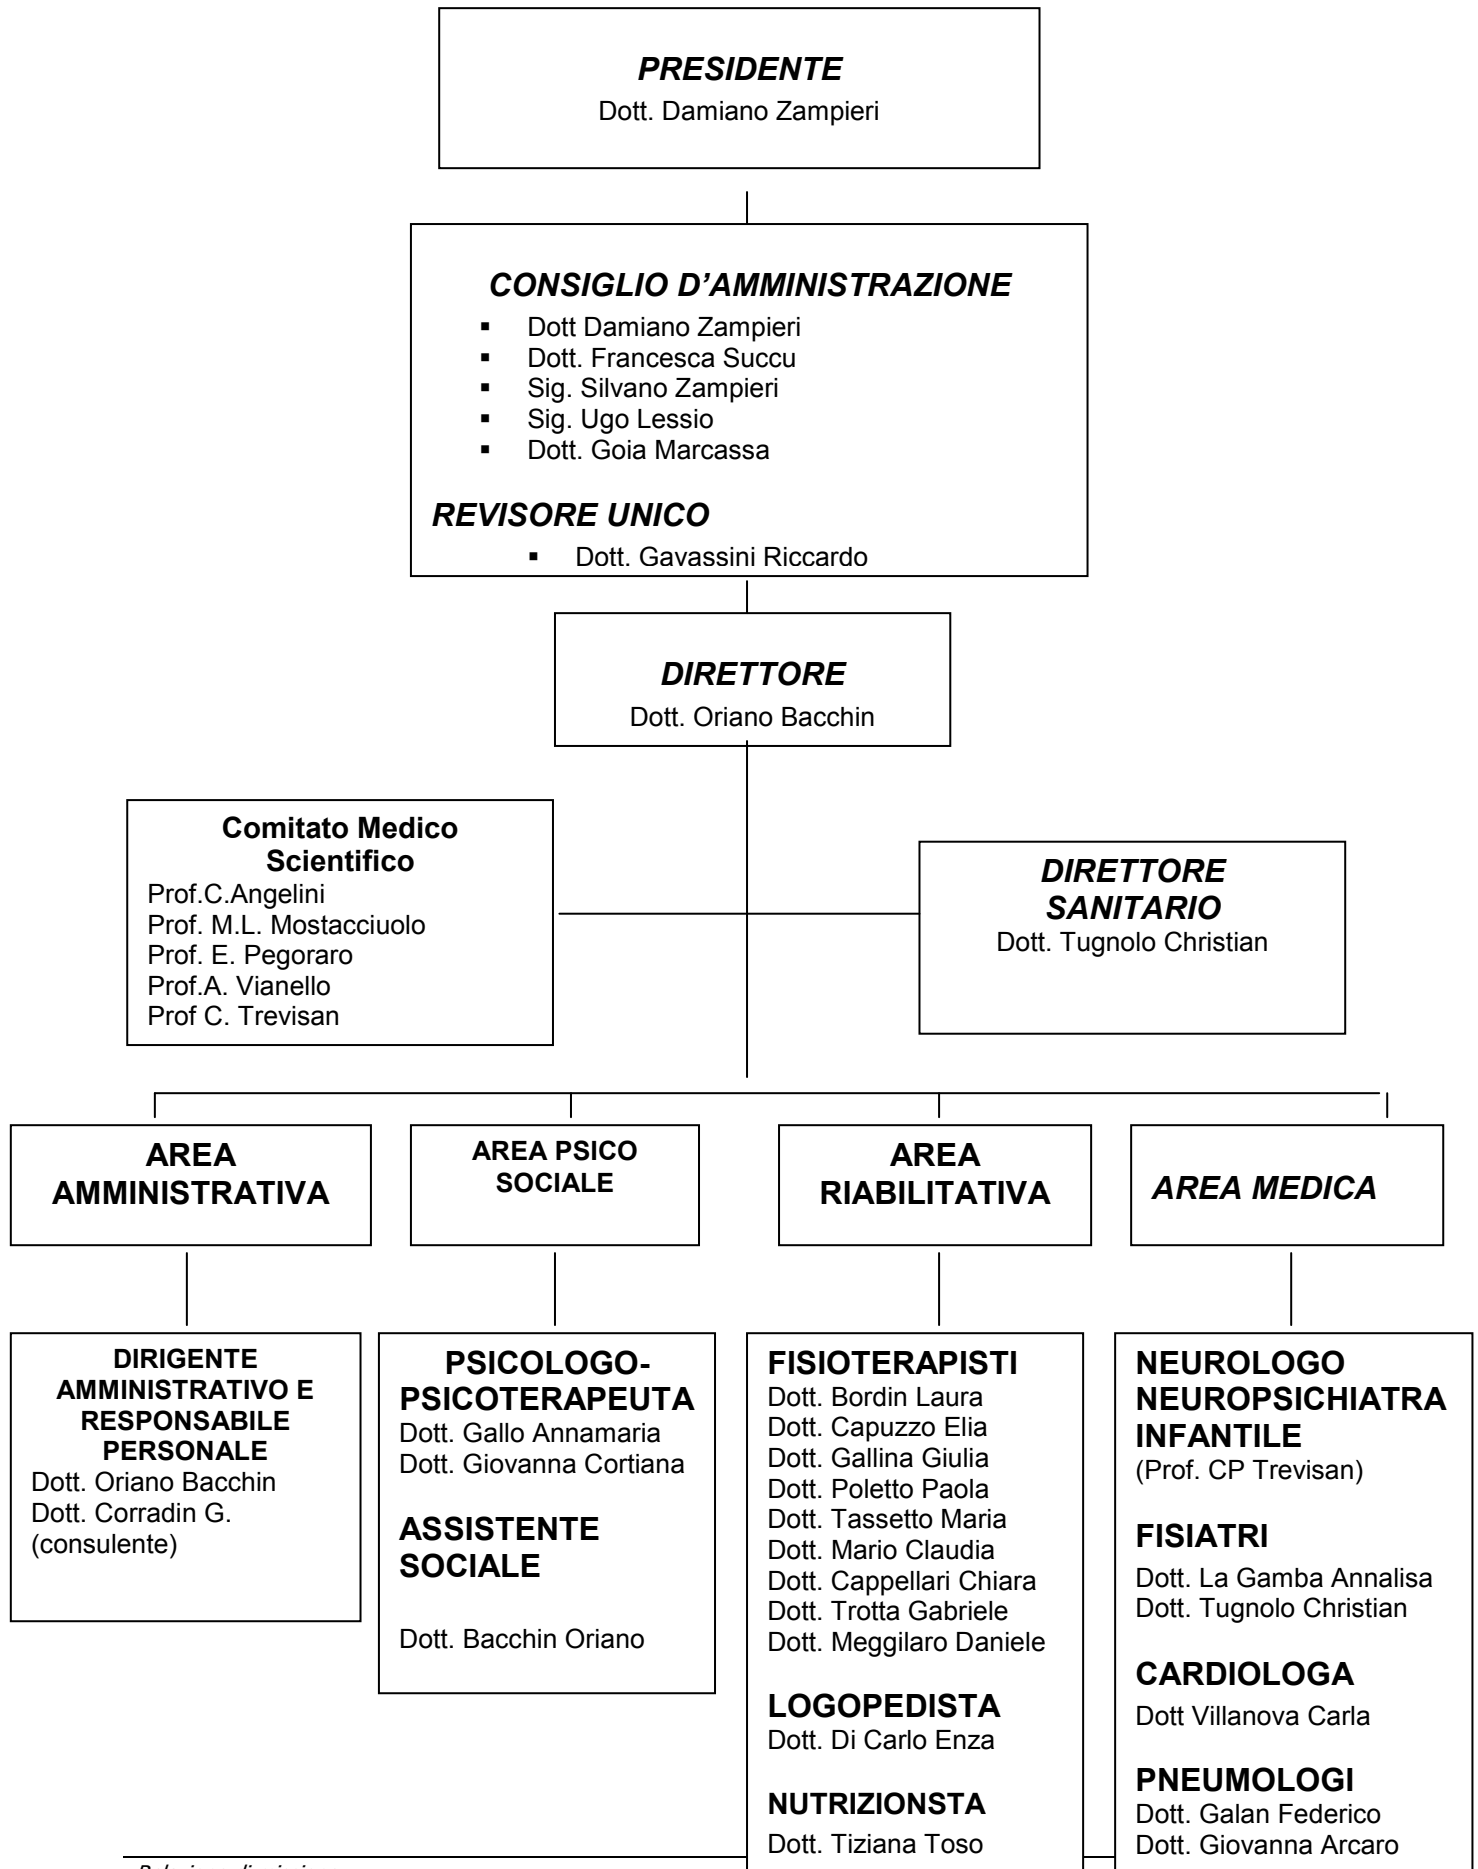 PRESIDENTE
Dott. Damiano Zampieri
CONSIGLIO D’AMMINISTRAZIONE
▪ Dott Damiano Zampieri
▪ Dott. Francesca Succu
▪ Sig. Silvano Zampieri
▪ Sig. Ugo Lessio
▪ Dott. Goia Marcassa
REVISORE UNICO
▪ Dott. Gavassini Riccardo
DIRETTORE
Dott. Oriano Bacchin
Comitato Medico
Scientifico
Prof.C.Angelini
Prof. M.L. Mostacciuolo
Prof. E. Pegoraro
Prof.A. Vianello
Prof C. Trevisan
DIRETTORE
SANITARIO
Dott. Tugnolo Christian
AREA
AMMINISTRATIVA
AREA PSICO
SOCIALE
AREA
RIABILITATIVA
AREA MEDICA
DIRIGENTE
AMMINISTRATIVO E
RESPONSABILE
PERSONALE
Dott. Oriano Bacchin
Dott. Corradin G.
(consulente)
PSICOLOGO-
PSICOTERAPEUTA
Dott. Gallo Annamaria
Dott. Giovanna Cortiana
ASSISTENTE
SOCIALE
Dott. Bacchin Oriano
FISIOTERAPISTI
Dott. Bordin Laura
Dott. Capuzzo Elia
Dott. Gallina Giulia
Dott. Poletto Paola
Dott. Tassetto Maria
Dott. Mario Claudia
Dott. Cappellari Chiara
Dott. Trotta Gabriele
Dott. Meggilaro Daniele
LOGOPEDISTA
Dott. Di Carlo Enza
NUTRIZIONSTA
Dott. Tiziana Toso
NEUROLOGO
NEUROPSICHIATRA
INFANTILE
(Prof. CP Trevisan)
FISIATRI
Dott. La Gamba Annalisa
Dott. Tugnolo Christian
CARDIOLOGA
Dott Villanova Carla
PNEUMOLOGI
Dott. Galan Federico
Dott. Giovanna Arcaro